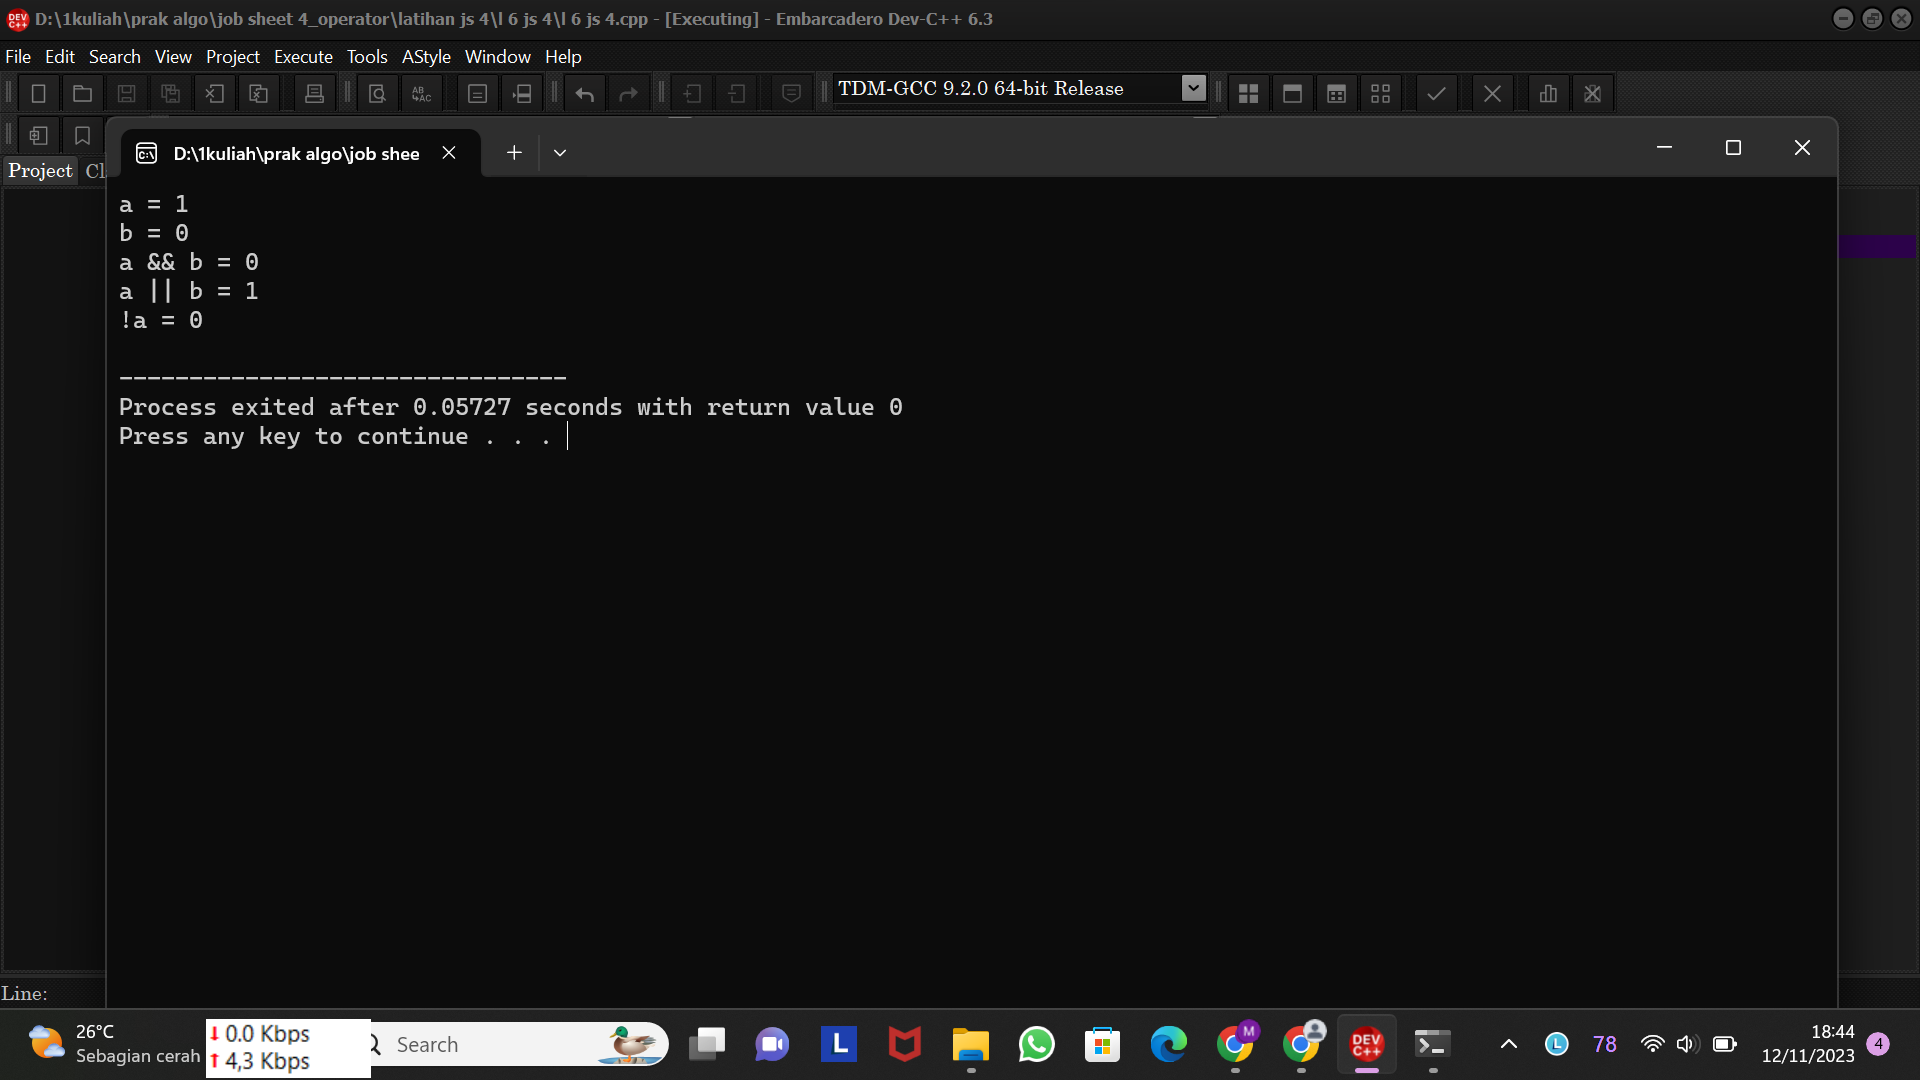 D:\1kuliah\prak algo\job sheet 4_operator\latihan js 4\l 6 js 4\l 6 js 4.cpp - [Executing] - Embarcadero Dev-C++ 6.3
File Edit Search View Project Execute Tools AStyle Window Help
TDM-GCC 9.2.0 64-bit Release
D:\1kuliah\prak algo\job shee
Project
a = 1
b = 0
a && b = 0
a || b = 1
!a = 0
--------------------------------
Process exited after 0.05727 seconds with return value 0
Press any key to continue . . .
Line:
26°C
Sebagian cerah
0.0 Kbps
4,3 Kbps
Search
DEV C++
78
18:44
12/11/2023
4